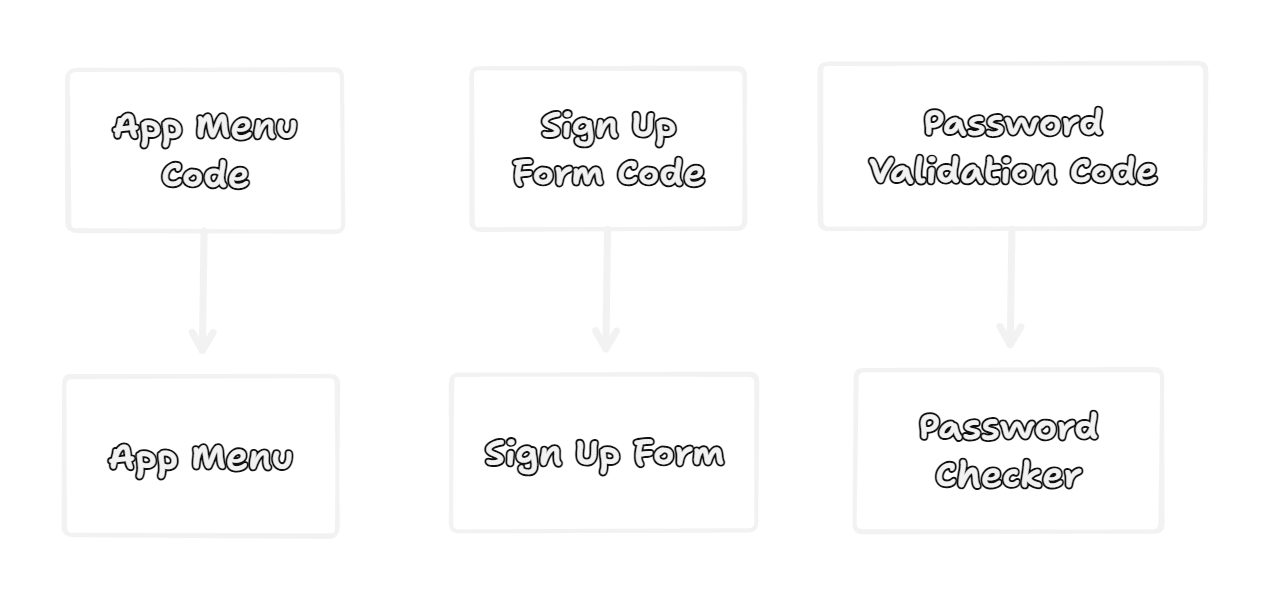 App Menu
Code
Sign Up
Form Code
Password
Validation Code
App Menu
Sign Up Form
Password
Checker